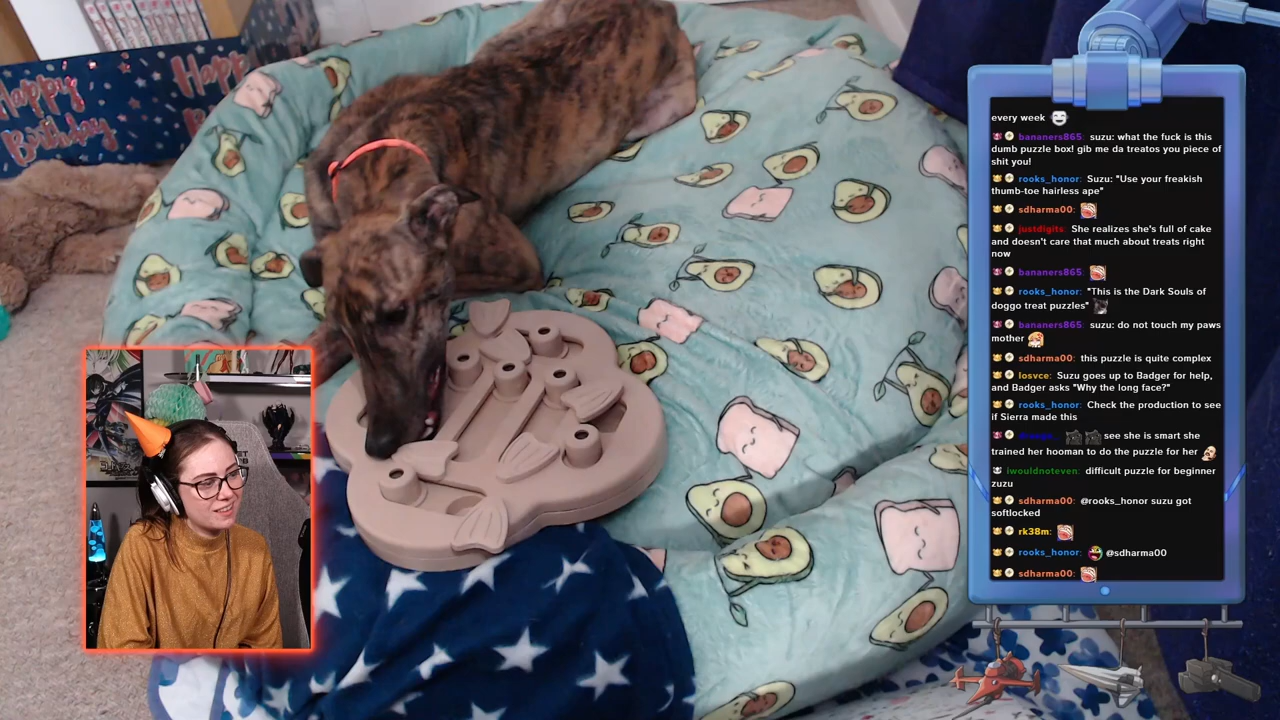 Happy
Birthday
Happ
B
every week
bananers865: suzu: what the fuck is this
dumb puzzle box! gib me da treatos you piece of
shit you!
rooks_honor: Suzu: "Use your freakish
thumb-toe hairless ape"
sdharma00:
justdigits: She realizes she's full of cake
and doesn't care that much about treats right
now
bananers865:
rooks_honor: "This is the Dark Souls of
doggo treat puzzles"
bananers865: suzu: do not touch my paws
mother
sdharma00: this puzzle is quite complex
losvce: Suzu goes up to Badger for help,
and Badger asks "Why the long face?"
rooks_honor: Check the production to see
if Sierra made this
see she is smart she
trained her hooman to do the puzzle for her
iwouldnoteven: difficult puzzle for beginner
zuzu
sdharma00: @rooks_honor suzu got
softlocked
rk38m:
rooks_honor: @sdharma00
sdharma00: